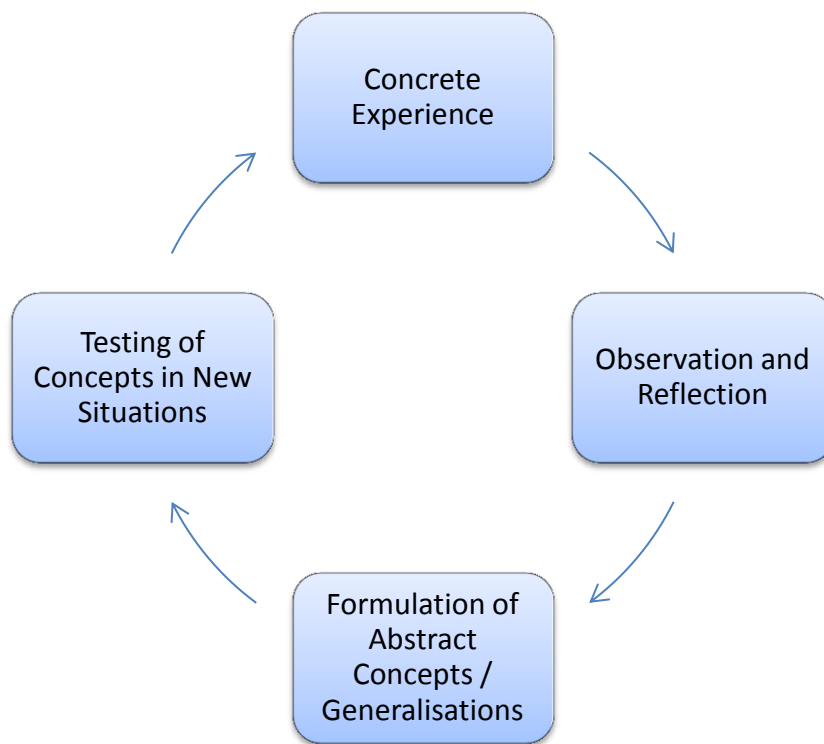 Concrete
Experience
Observation and
Reflection
Formulation of
Abstract
Concepts /
Generalisations
Testing of
Concepts in New
Situations